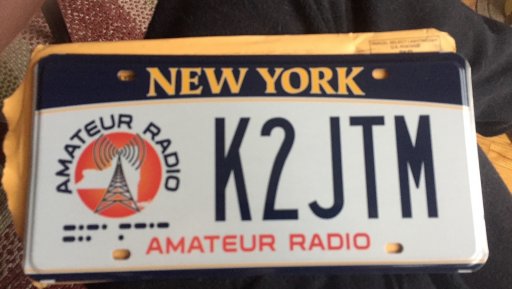 NEW YORK
AMATEUR RADIO
K2JTM
AMATEUR RADIO